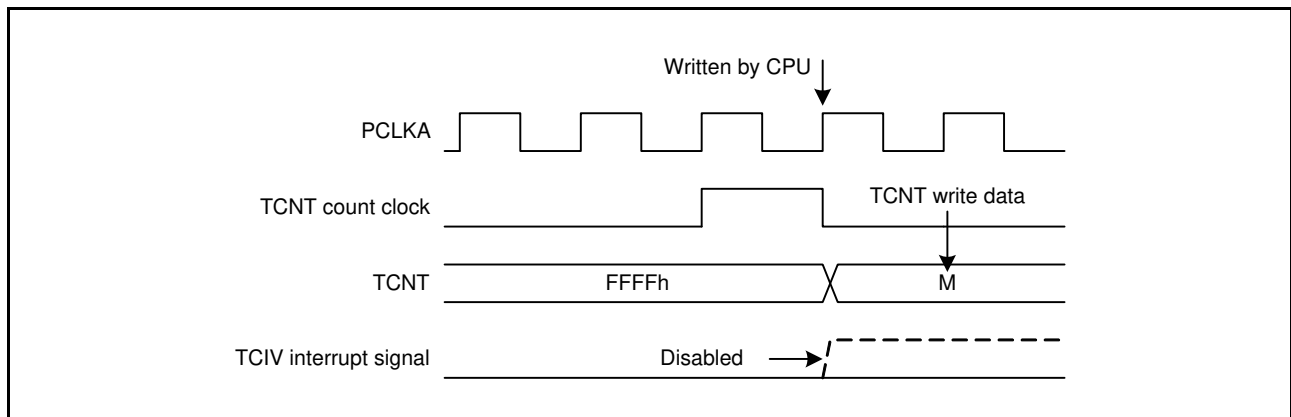 Written by CPU
PCLKA
TCNT count clock
TCNT write data
TCNT
FFFFh
M
TCIV interrupt signal
Disabled